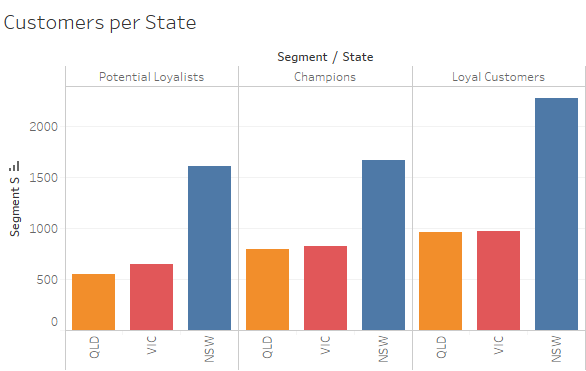 Customers per State
Segment / State
Potential Loyalists
Champions
Loyal Customers
Segment S
2000
1500
1000
500
0
QLD
VIC
NSW
QLD
VIC
NSW
QLD
VIC
NSW